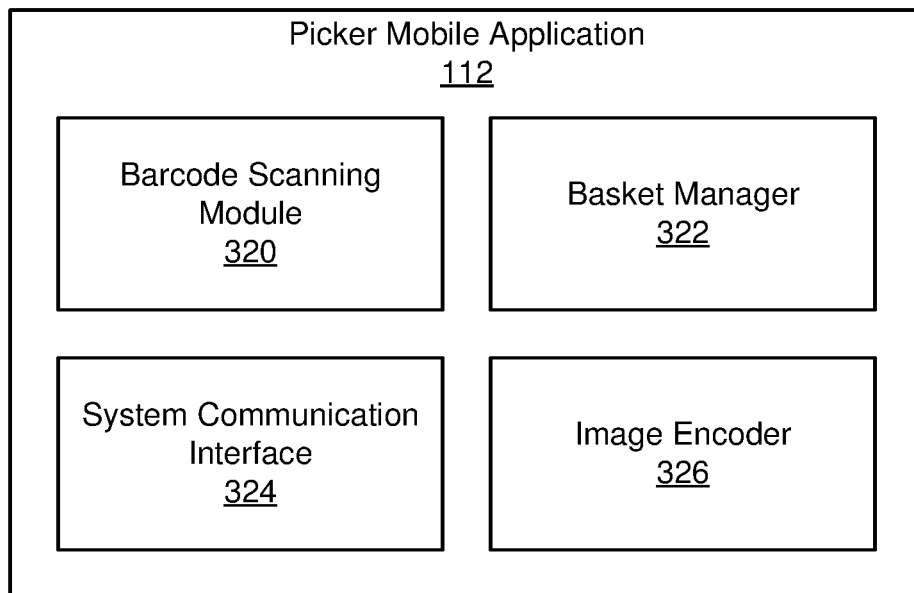 Picker Mobile Application
112
Barcode Scanning
Module
320
Basket Manager
322
System Communication
Interface
324
Image Encoder
326